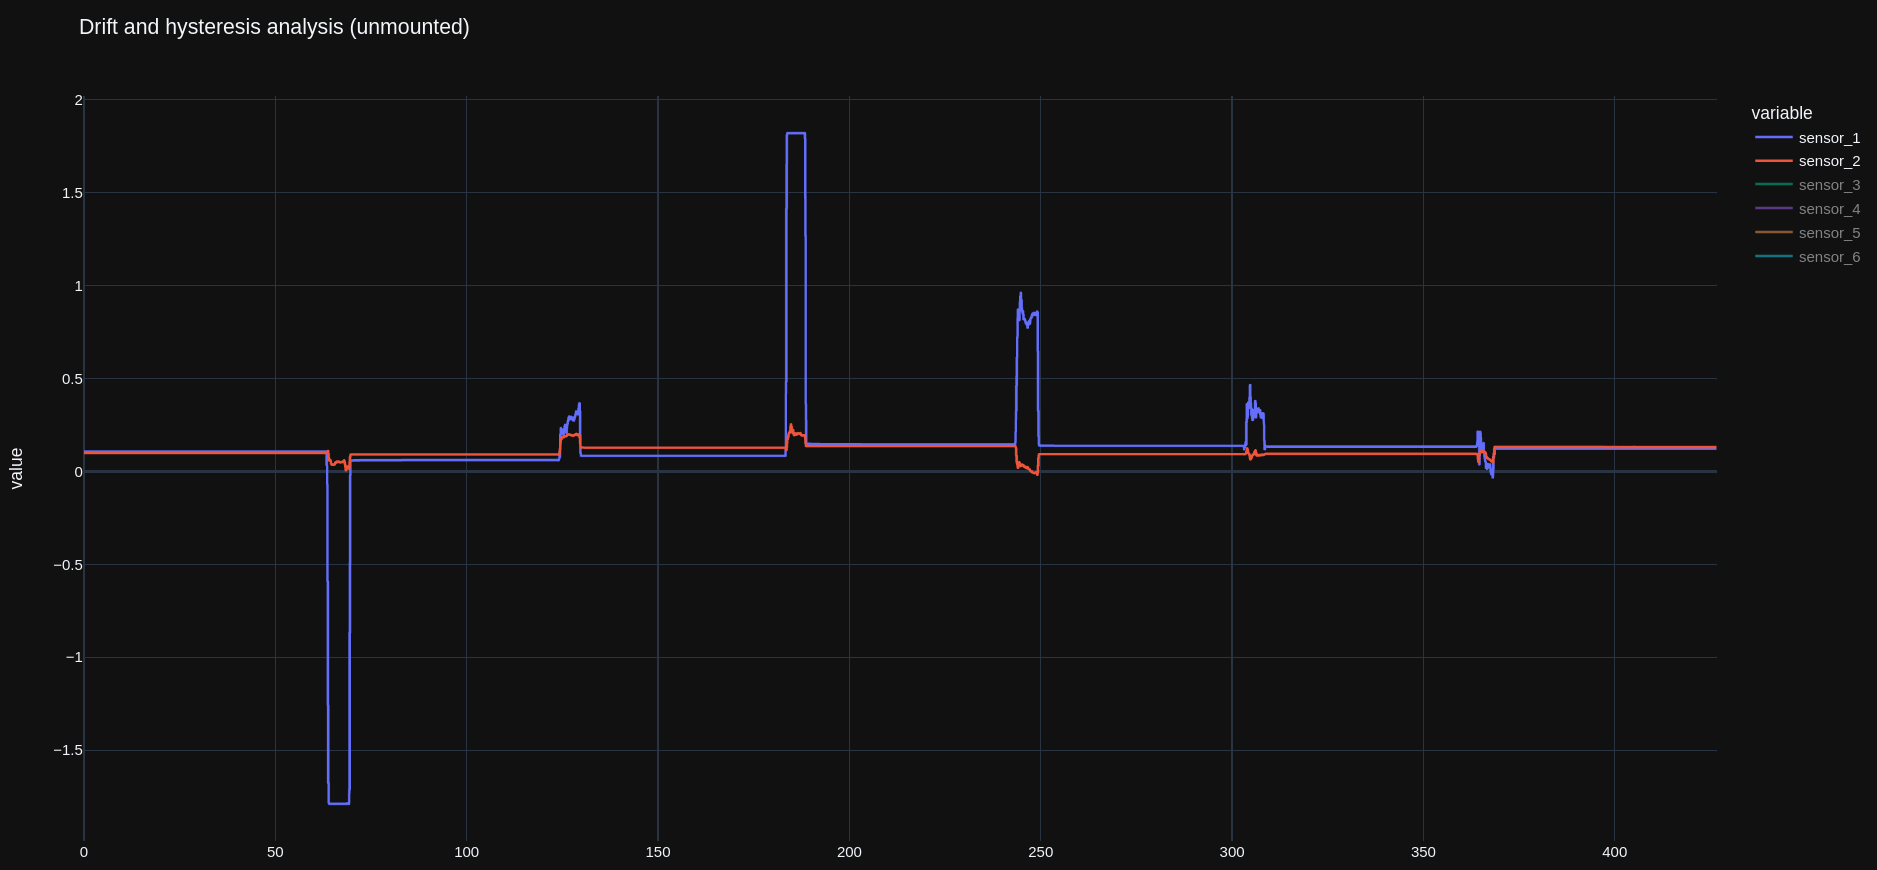 Drift and hysteresis analysis (unmounted)
variable
sensor_1
sensor_2
sensor_3
sensor_4
sensor_5
sensor_6
value
2
1.5
1
0.5
0
−0.5
−1
−1.5
0 50 100 150 200 250 300 350 400